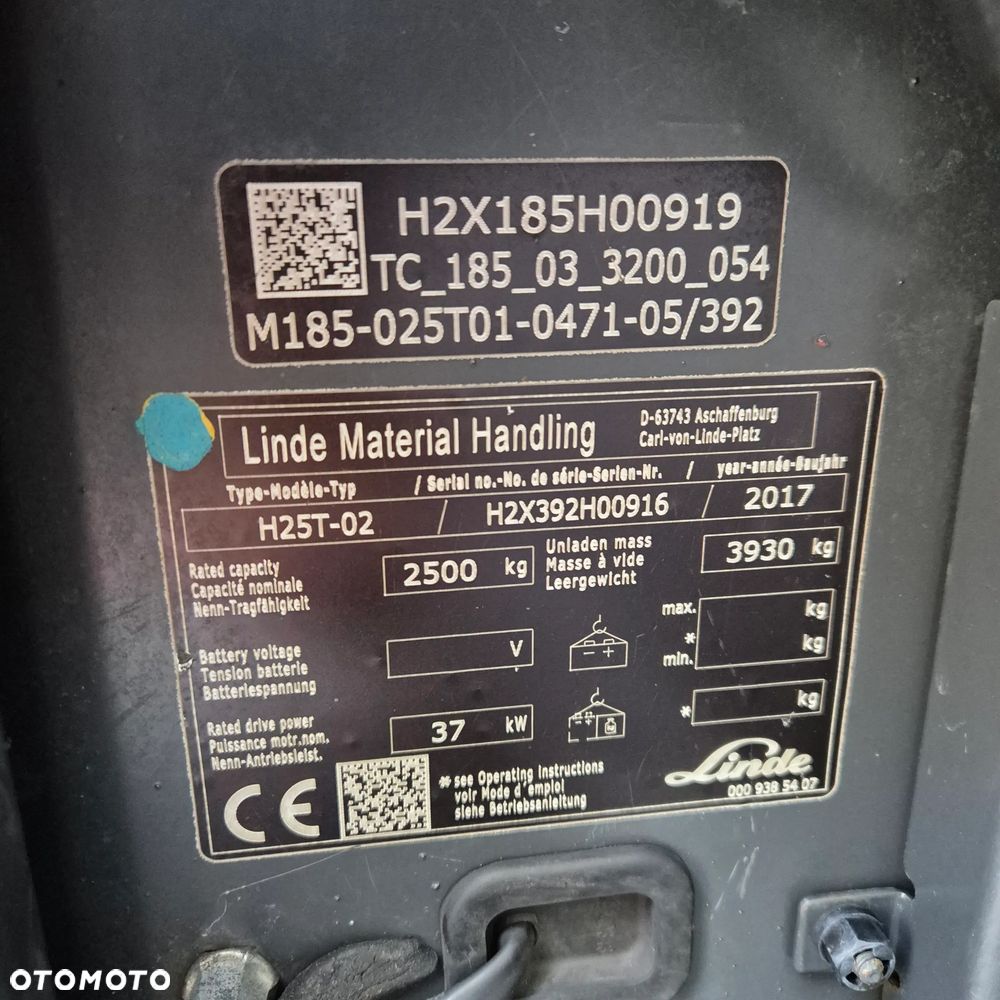 H2X185H00919
TC_185_03_3200_054
M185-025T01-0471-05/392
Linde Material Handling
D-63743 Aschaffenburg
Carl-von-Linde-Platz
Type-Modèle-Typ / Serial no.-No. de série-Serien-Nr. / year-année-Baujahr
H25T-02 / H2X392H00916 / 2017
Rated capacity
Capacité nominale
Nenn-Tragfähigkeit
2500 kg
Unladen mass
Masse à vide
Leergewicht
3930 kg
Battery voltage
Tension batterie
Batteriespannung
V
- +
max. kg
* kg
min.
Rated drive power
Puissance motr.nom.
Nenn-Antriebsleist.
37 kW
* kg
CE
* see Operating Instructions
voir Mode d'emploi
siehe Betriebsanleitung
Linde
000 938 54 07
OTOMOTO